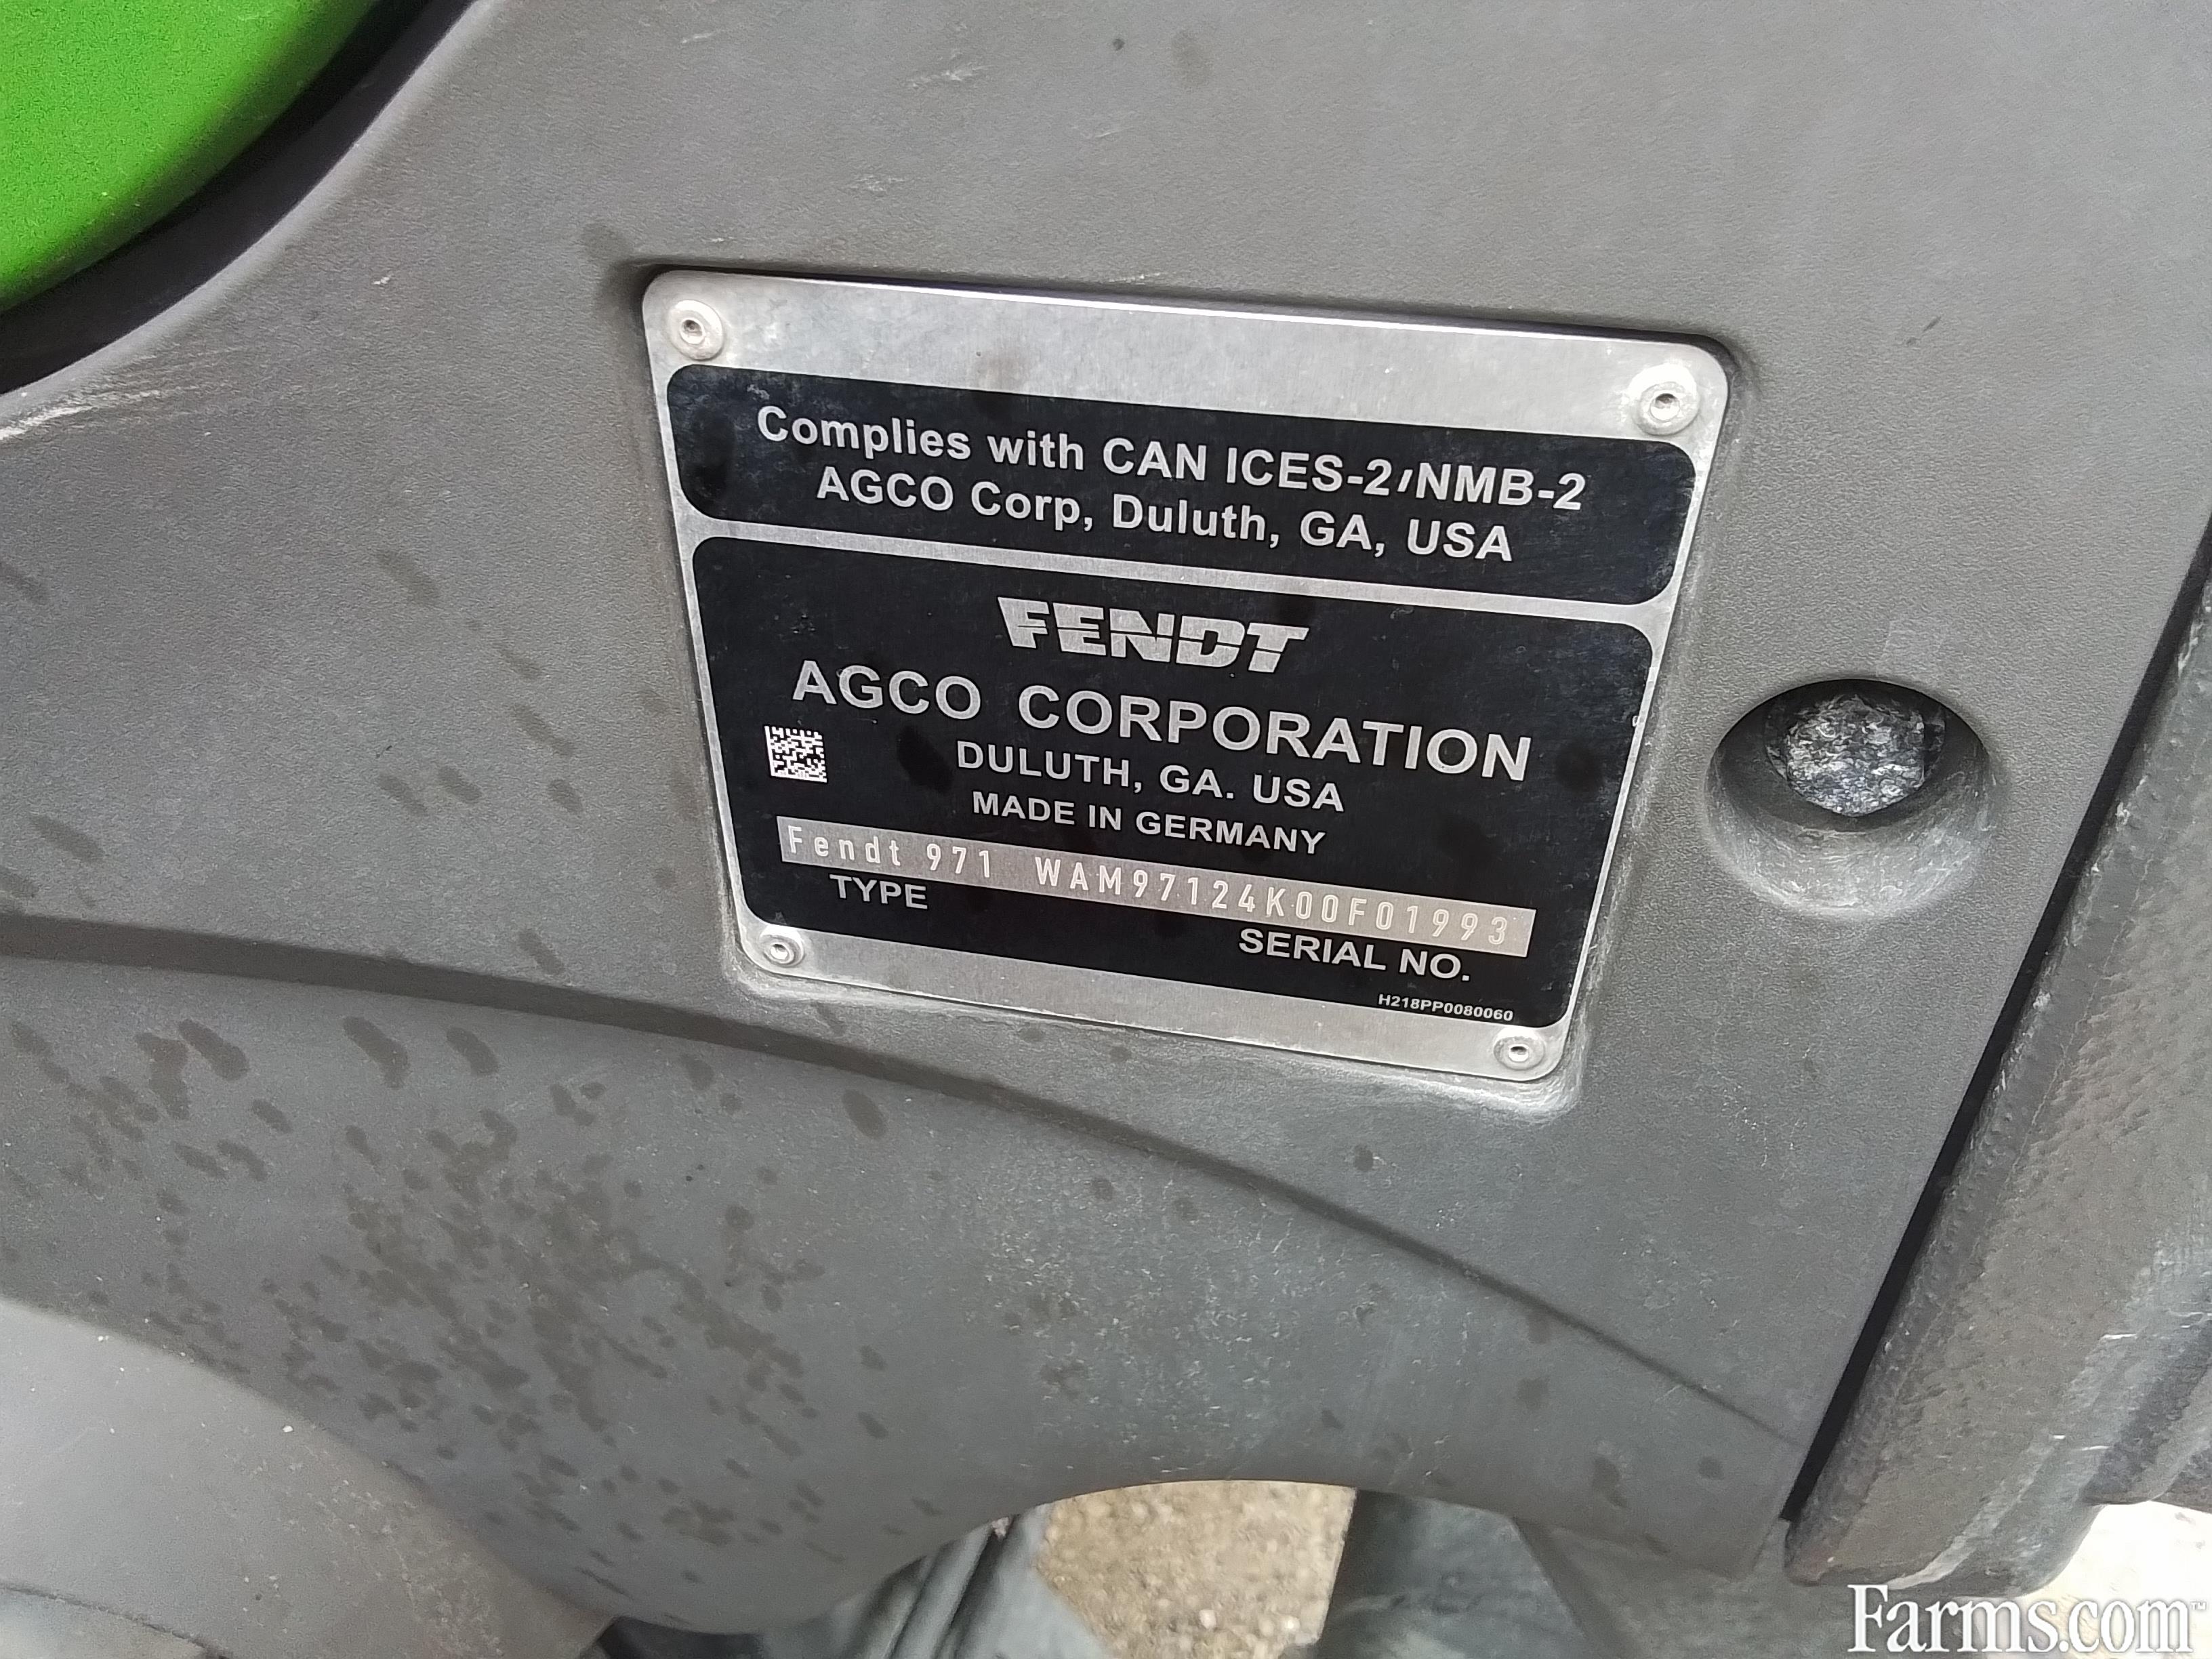 Complies with CAN ICES-2/NMB-2
AGCO Corp, Duluth, GA, USA
FENDT
AGCO CORPORATION
DULUTH, GA. USA
MADE IN GERMANY
Fendt 971 WAM97124K00F01993
TYPE
SERIAL NO.
H218PP0080060
Farms.com™